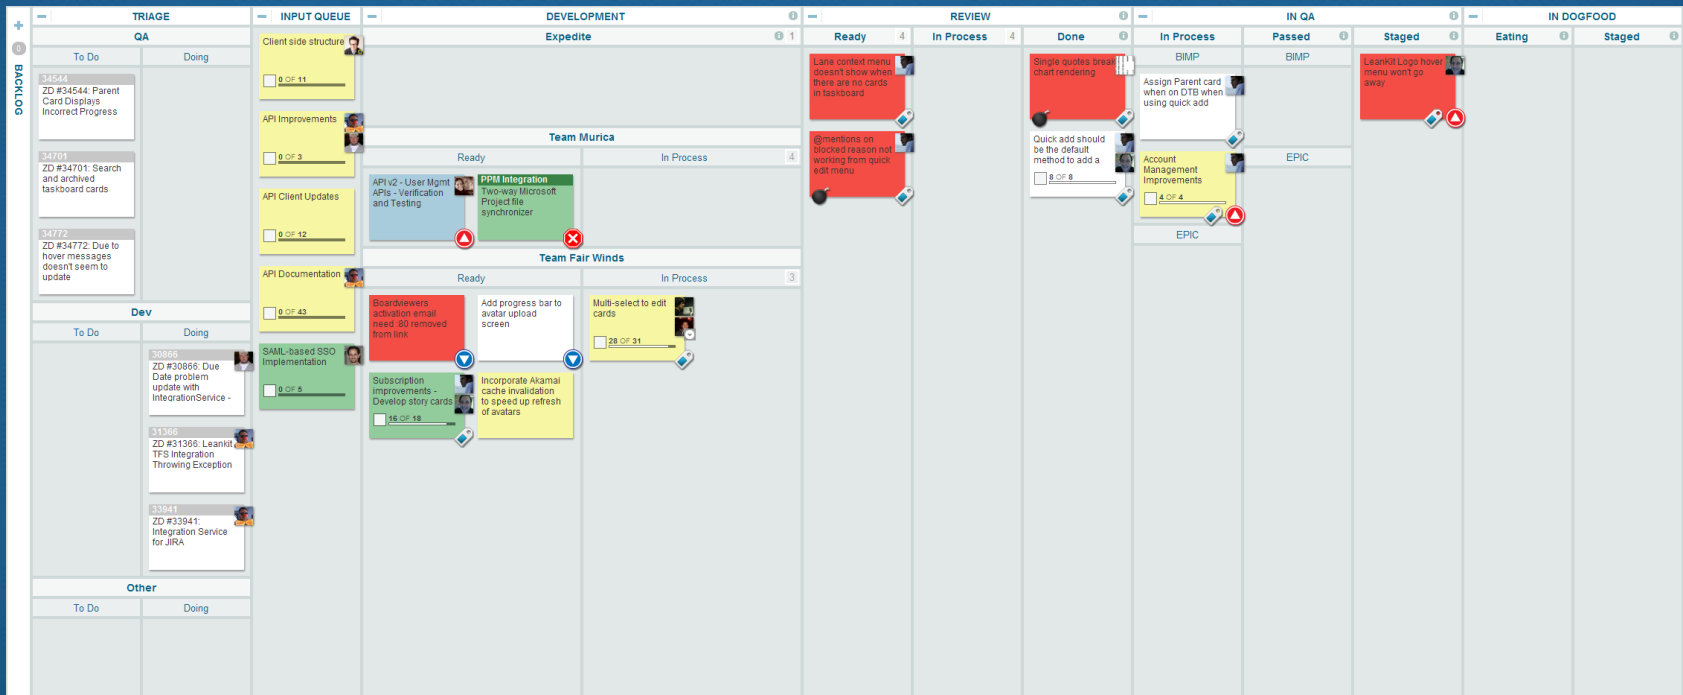 BACKLOG
0
TRIAGE
QA
To Do
Doing
34544
ZD #34544: Parent
Card Displays
Incorrect Progress
34701
ZD #34701: Search
and archived
taskboard cards
34772
ZD #34772: Due to
hover messages
doesn't seem to
update
Dev
To Do
Doing
30866
ZD #30866: Due
Date problem
update with
IntegrationService -
31366
ZD #31366: Leankit
TFS Integration
Throwing Exception
33941
ZD #33941:
Integration Service
for JIRA
Other
To Do
Doing
INPUT QUEUE
Client side structure
0 OF 11
API Improvements
0 OF 3
API Client Updates
0 OF 12
API Documentation
0 OF 43
SAML-based SSO
Implementation
0 OF 5
DEVELOPMENT
Expedite
1
Team Murica
Ready
In Process
4
API v2 - User Mgmt
APIs - Verification
and Testing
PPM Integration
Two-way Microsoft
Project file
synchronizer
Team Fair Winds
Ready
In Process
3
Boardviewers
activation email
need :80 removed
from link
Add progress bar to
avatar upload
screen
Multi-select to edit
cards
28 OF 31
Subscription
improvements -
Develop story cards
16 OF 18
Incorporate Akamai
cache invalidation
to speed up refresh
of avatars
REVIEW
Ready
4
In Process
4
Done
Lane context menu
doesn't show when
there are no cards
in taskboard
@mentions on
blocked reason not
working from quick
edit menu
Single quotes break
chart rendering
Quick add should
be the default
method to add a
8 OF 8
IN QA
In Process
Passed
Staged
BIMP
BIMP
Assign Parent card
when on DTB when
using quick add
EPIC
Account
Management
Improvements
4 OF 4
EPIC
LeanKit Logo hover
menu won't go
away
IN DOGFOOD
Eating
Staged